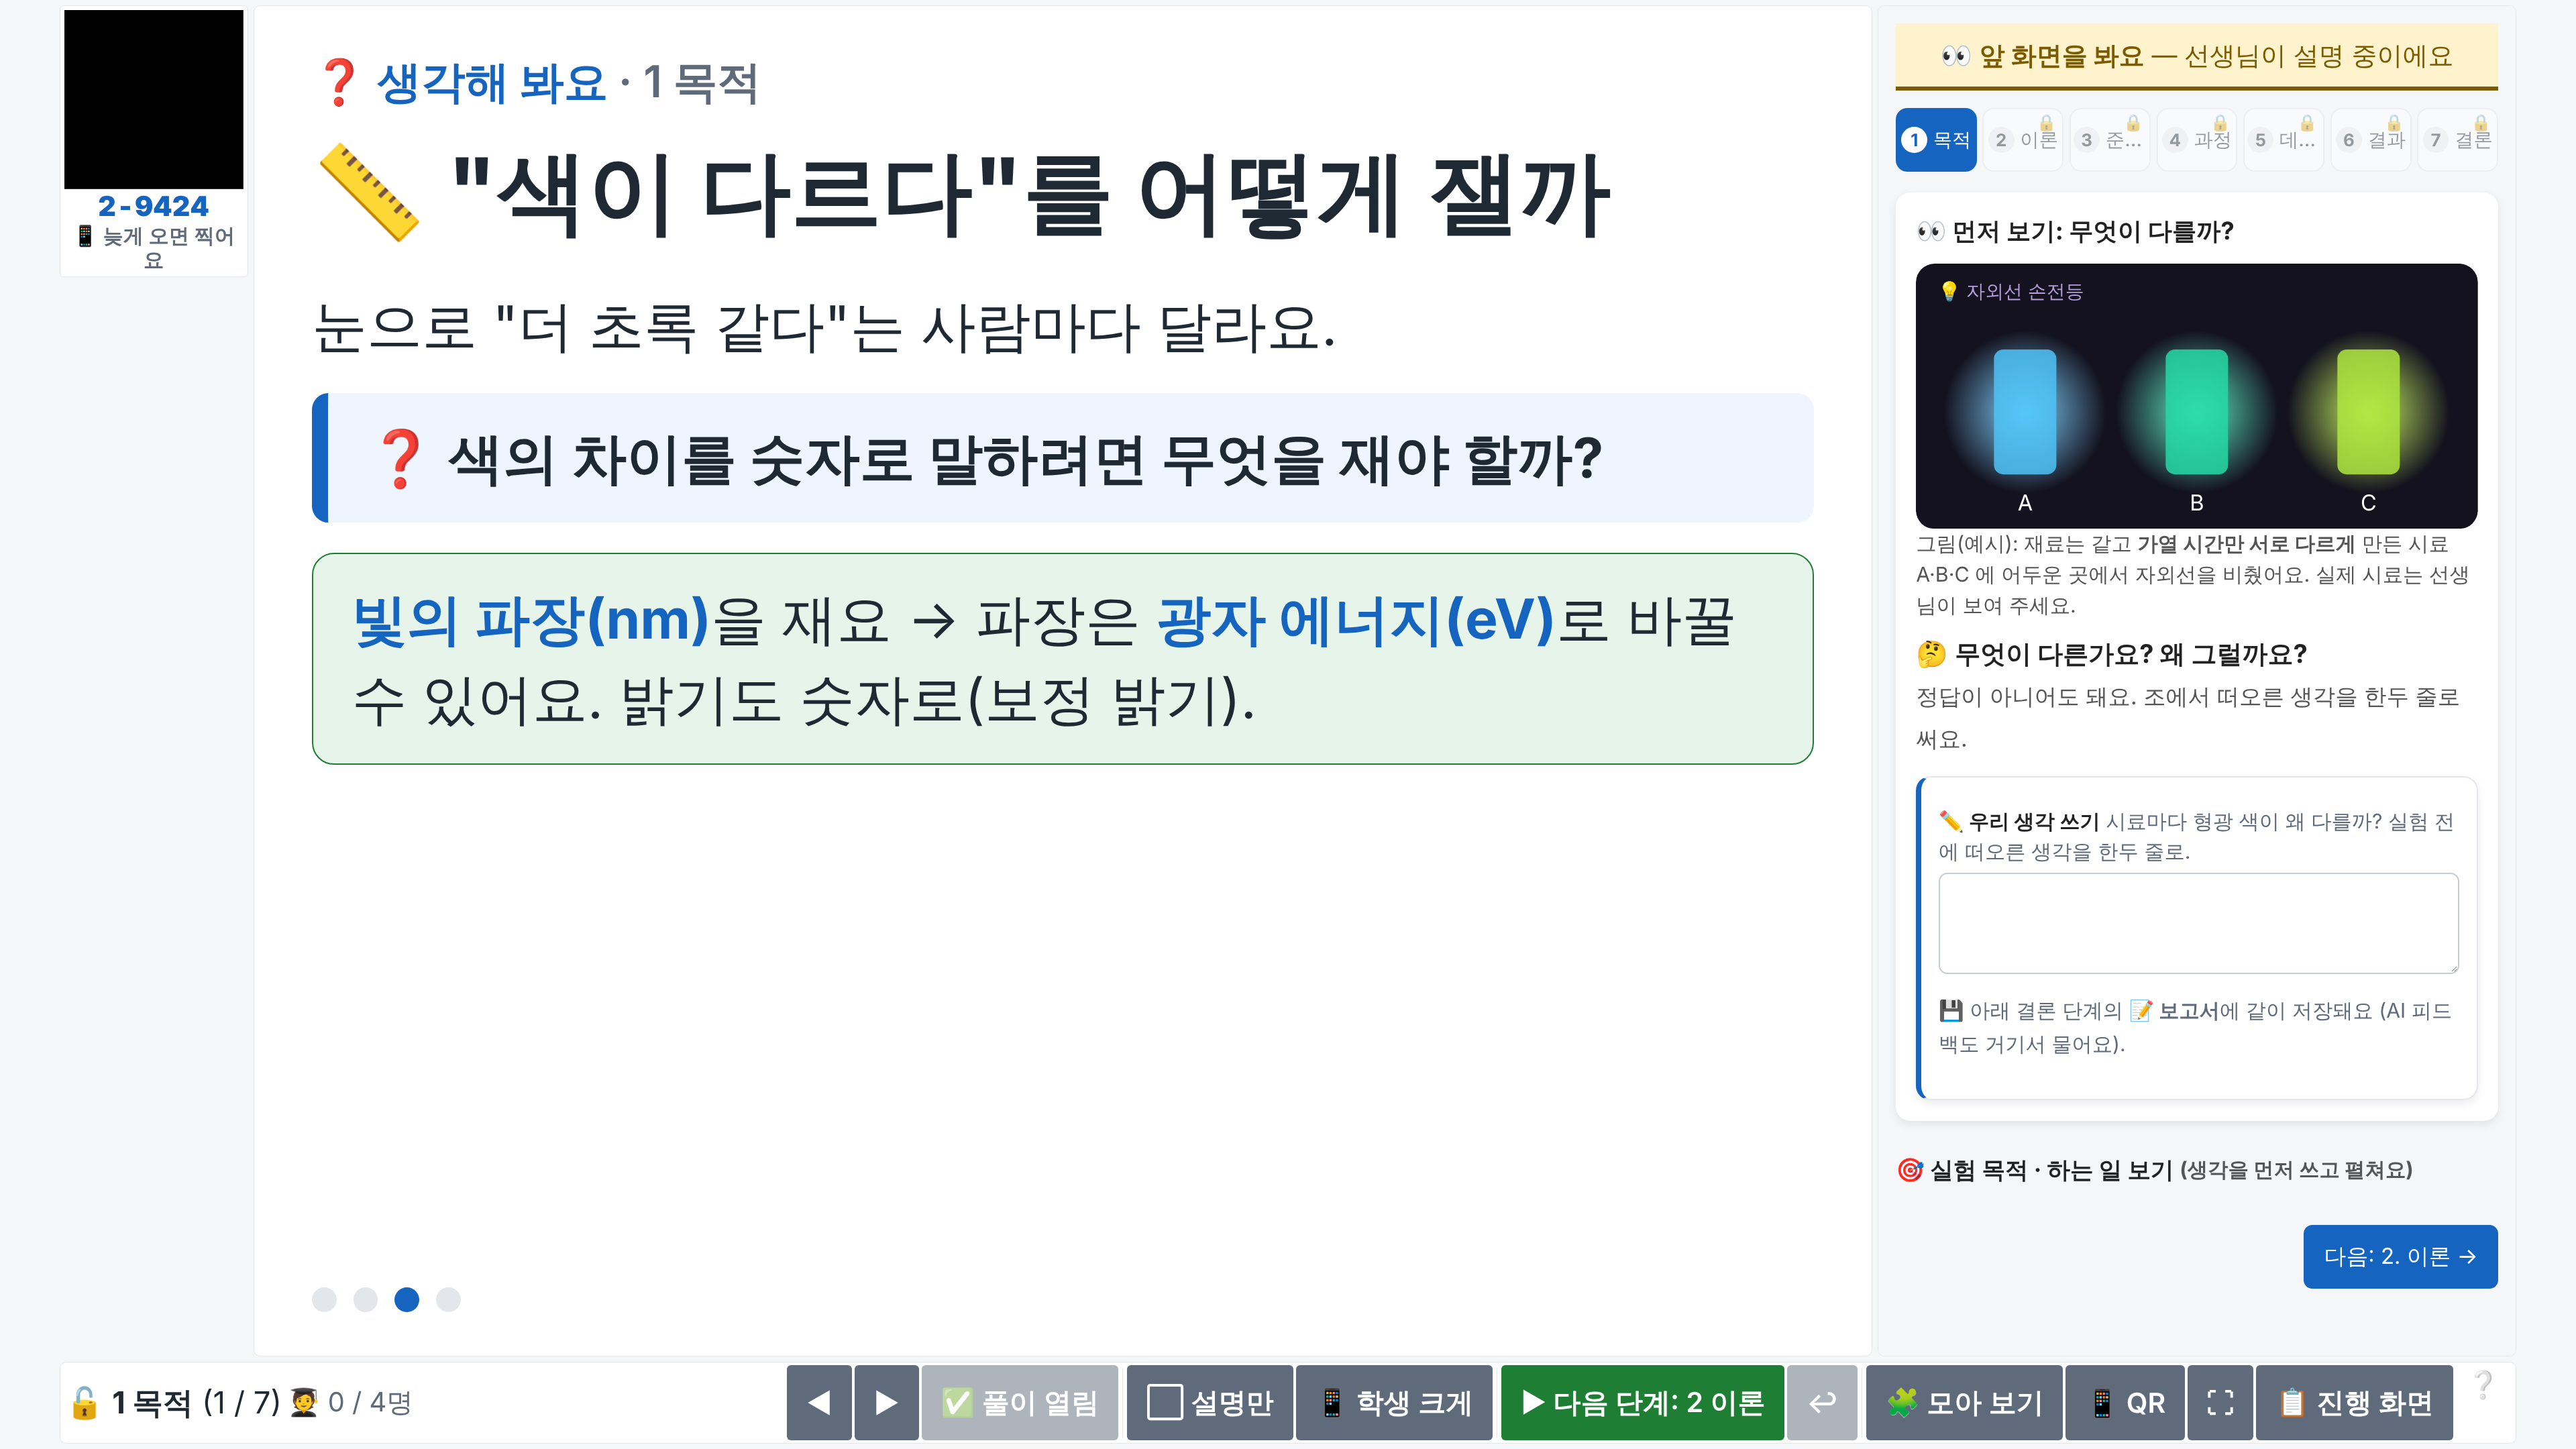 2-9424
📱 늦게 오면 찍어
요
❓ 생각해 봐요 · 1 목적
📏 "색이 다르다"를 어떻게 잴까
눈으로 "더 초록 같다"는 사람마다 달라요.
❓ 색의 차이를 숫자로 말하려면 무엇을 재야 할까?
빛의 파장(nm)을 재요 → 파장은 광자 에너지(eV)로 바꿀
수 있어요. 밝기도 숫자로(보정 밝기).
👀 앞 화면을 봐요 — 선생님이 설명 중이에요
1 목적 2 이론 3 준... 4 과정 5 데... 6 결과 7 결론
👀 먼저 보기: 무엇이 다를까?
💡 자외선 손전등
A B C
그림(예시): 재료는 같고 가열 시간만 서로 다르게 만든 시료
A·B·C 에 어두운 곳에서 자외선을 비췄어요. 실제 시료는 선생
님이 보여 주세요.
🤔 무엇이 다른가요? 왜 그럴까요?
정답이 아니어도 돼요. 조에서 떠오른 생각을 한두 줄로
써요.
✏️ 우리 생각 쓰기 시료마다 형광 색이 왜 다를까? 실험 전
에 떠오른 생각을 한두 줄로.
💾 아래 결론 단계의 📝 보고서에 같이 저장돼요 (AI 피드
백도 거기서 물어요).
🎯 실험 목적 · 하는 일 보기 (생각을 먼저 쓰고 펼쳐요)
다음: 2. 이론 →
🔓 1 목적 (1 / 7) 🧑‍🎓 0 / 4명
◀ ▶ ✅ 풀이 열림 설명만 📱 학생 크게 ▶ 다음 단계: 2 이론 ↩ 🧩 모아 보기 📱 QR ⛶ 📋 진행 화면 ❔